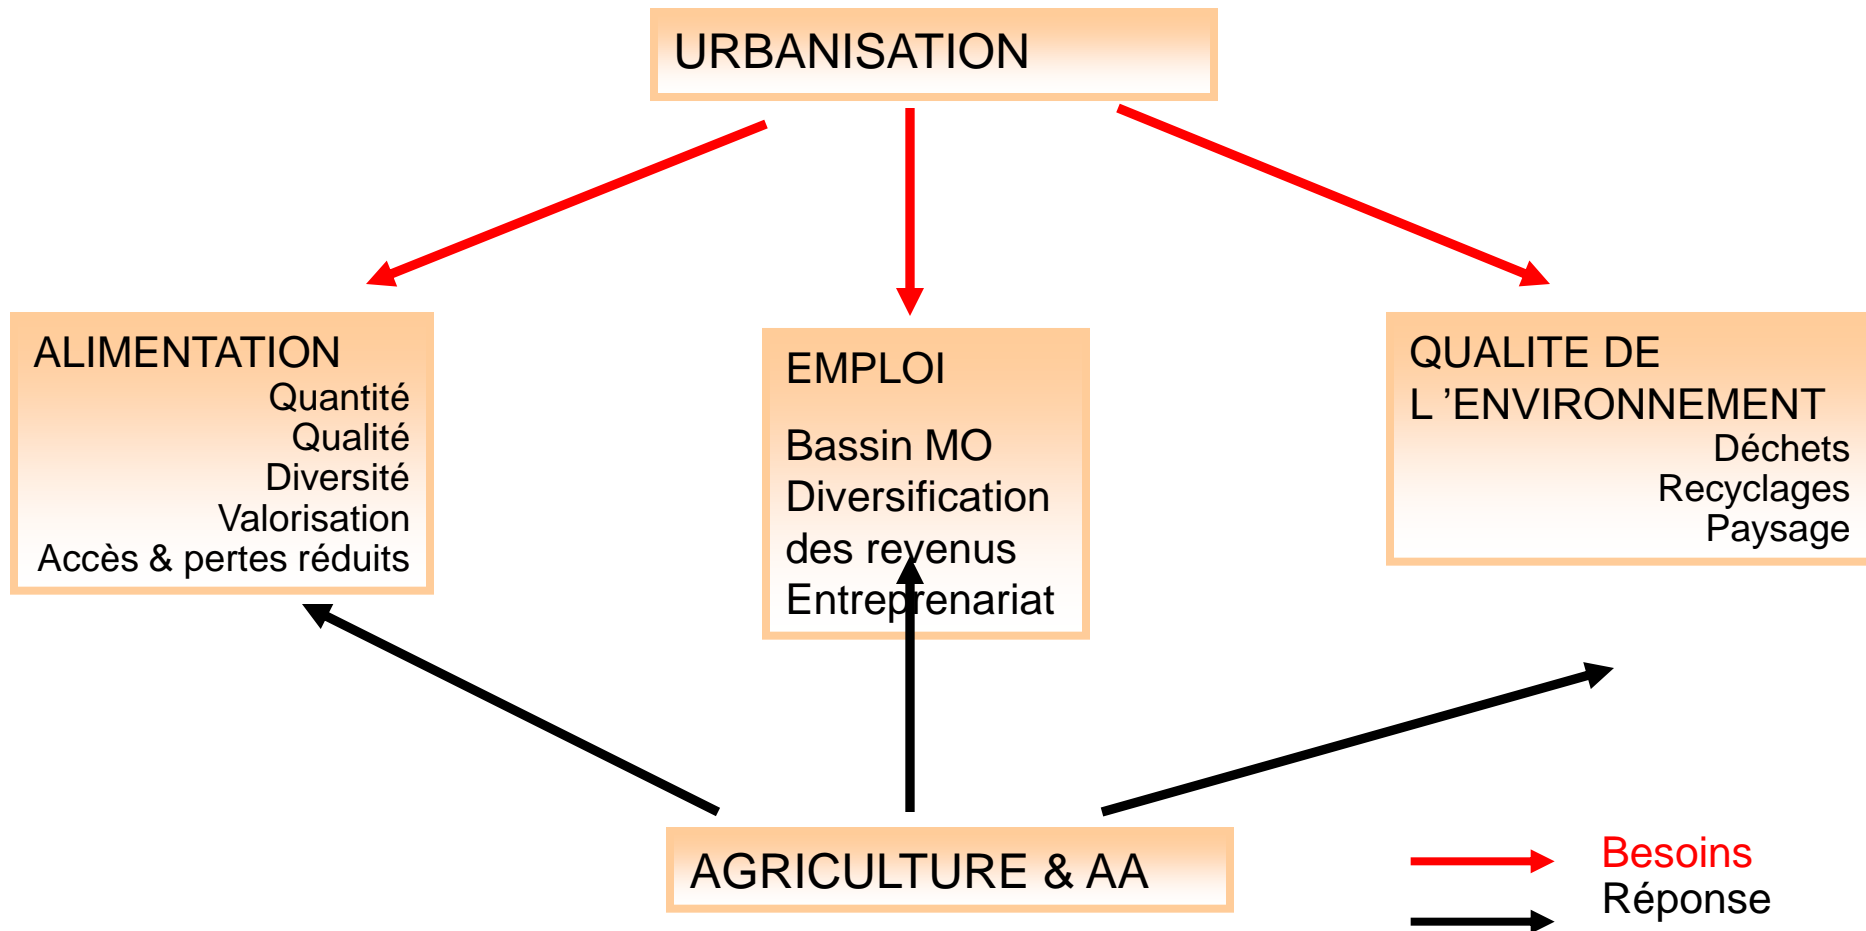 URBANISATION
ALIMENTATION
Quantité
Qualité
Diversité
Valorisation
Accès & pertes réduits
EMPLOI
Bassin MO
Diversification
des revenus
Entreprenariat
QUALITE DE
L ’ENVIRONNEMENT
Déchets
Recyclages
Paysage
AGRICULTURE & AA
Besoins
Réponse